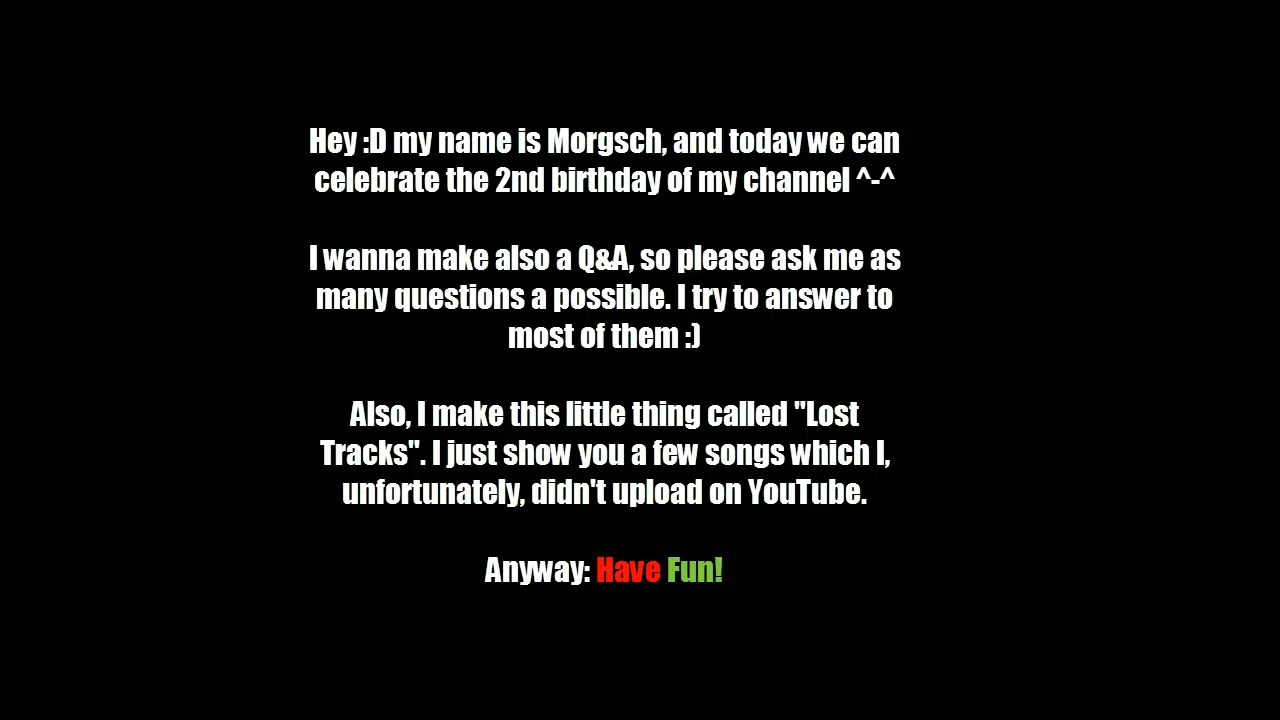 Hey :D my name is Morgsch, and today we can
celebrate the 2nd birthday of my channel ^-^
I wanna make also a Q&A, so please ask me as
many questions a possible. I try to answer to
most of them :)
Also, I make this little thing called "Lost
Tracks". I just show you a few songs which I,
unfortunately, didn't upload on YouTube.
Anyway: Have Fun!